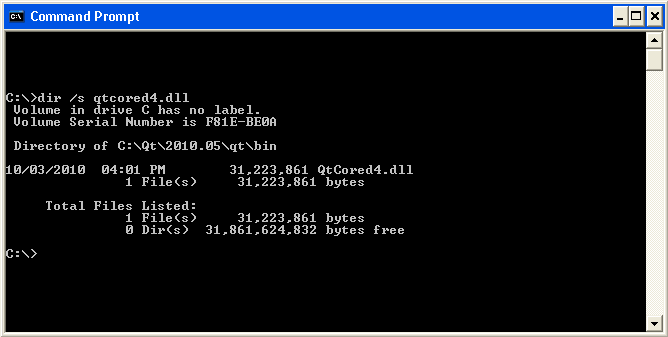 Command Prompt
C:\>dir /s qtcored4.dll
Volume in drive C has no label.
Volume Serial Number is F81E-BE0A
Directory of C:\Qt\2010.05\qt\bin
10/03/2010  04:01 PM        31,223,861 QtCored4.dll
1 File(s)     31,223,861 bytes
Total Files Listed:
1 File(s)     31,223,861 bytes
0 Dir(s)  31,861,624,832 bytes free
C:\>